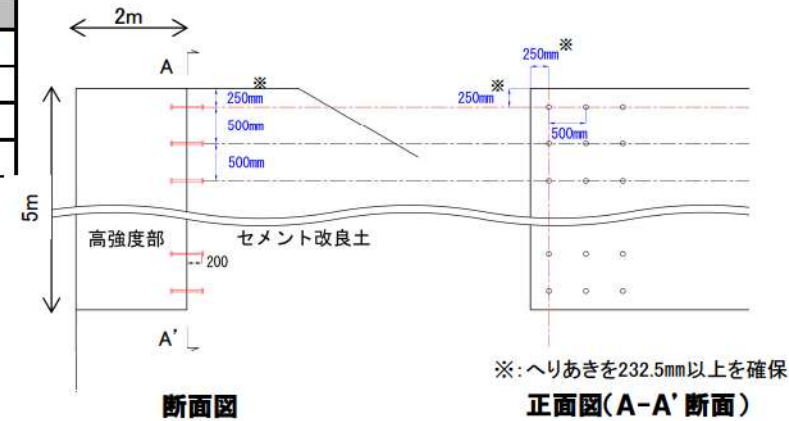 2m
※
250mm
A
※
※
250mm
250mm
500mm
500mm
500mm
5m
高強度部
セメント改良土
200
A'
※:へりあきを232.5mm以上を確保
断面図
正面図(A-A'断面)